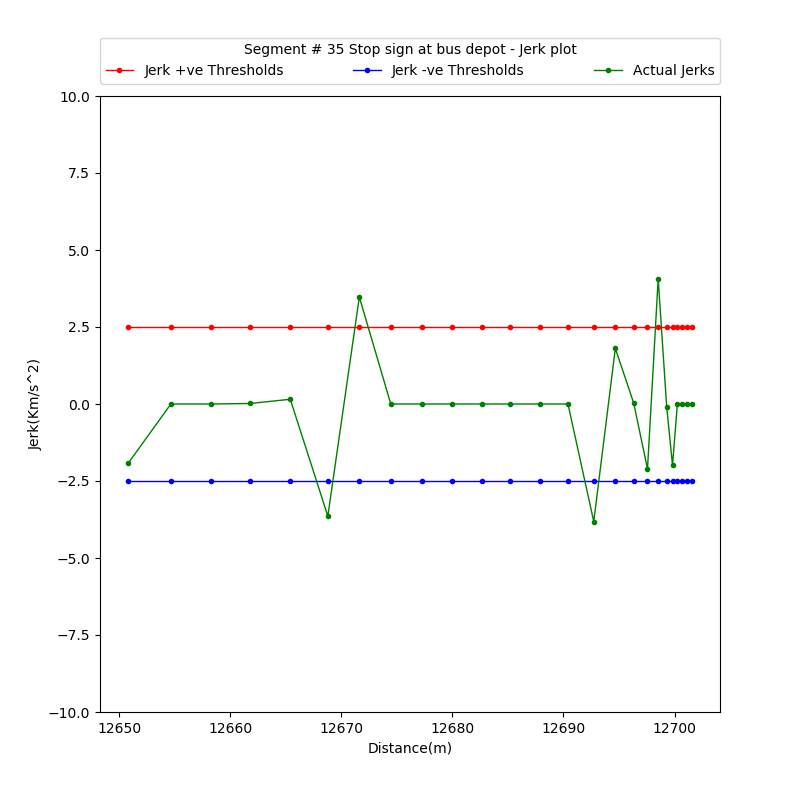 Segment # 35 Stop sign at bus depot - Jerk plot
Jerk +ve Thresholds Jerk -ve Thresholds Actual Jerks
10.0
7.5
5.0
2.5
0.0
−2.5
−5.0
−7.5
−10.0
Jerk(Km/s^2)
12650 12660 12670 12680 12690 12700
Distance(m)